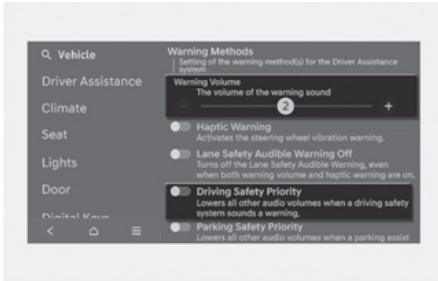 Vehicle
Driver Assistance
Climate
Seat
Lights
Door
Digital Keys
Warning Methods
Setting of the warning method(s) for the Driver Assistance
system
Warning Volume
The volume of the warning sound
2
Haptic Warning
Activates the steering wheel vibration warning.
Lane Safety Audible Warning Off
Turns off the Lane Safety Audible Warning, even
when both warning volume and haptic warning are on.
Driving Safety Priority
Lowers all other audio volumes when a driving safety
system sounds a warning.
Parking Safety Priority
Lowers all other audio volumes when a parking assist